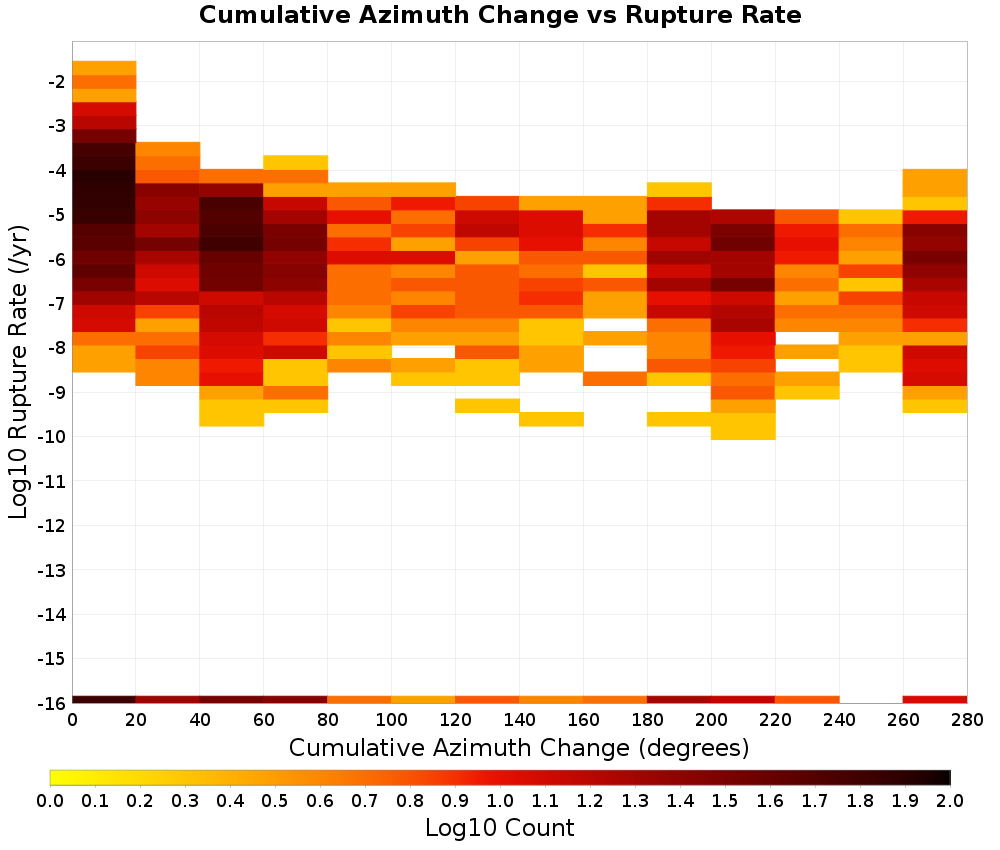 Cumulative Azimuth Change vs Rupture Rate
Log10 Rupture Rate (/yr)
-2
-3
-4
-5
-6
-7
-8
-9
-10
-11
-12
-13
-14
-15
-16
0 20 40 60 80 100 120 140 160 180 200 220 240 260 280
Cumulative Azimuth Change (degrees)
0.0 0.1 0.2 0.3 0.4 0.5 0.6 0.7 0.8 0.9 1.0 1.1 1.2 1.3 1.4 1.5 1.6 1.7 1.8 1.9 2.0
Log10 Count